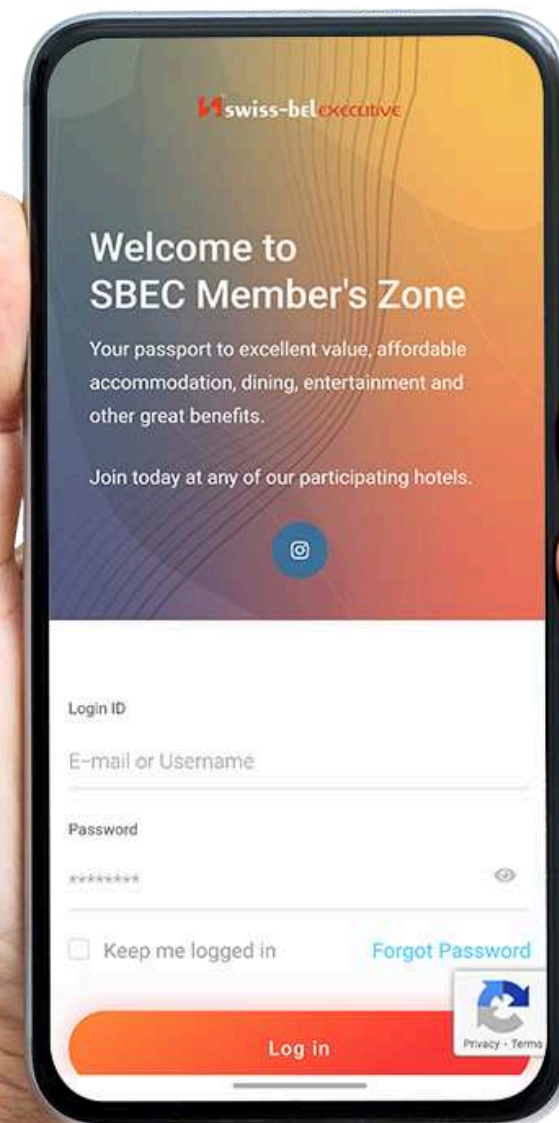 swiss-belexecutive
Welcome to
SBEC Member's Zone
Your passport to excellent value, affordable
accommodation, dining, entertainment and
other great benefits.
Join today at any of our participating hotels.
Login ID
E-mail or Username
Password
********
Keep me logged in Forgot Password
Log in
Privacy - Terms